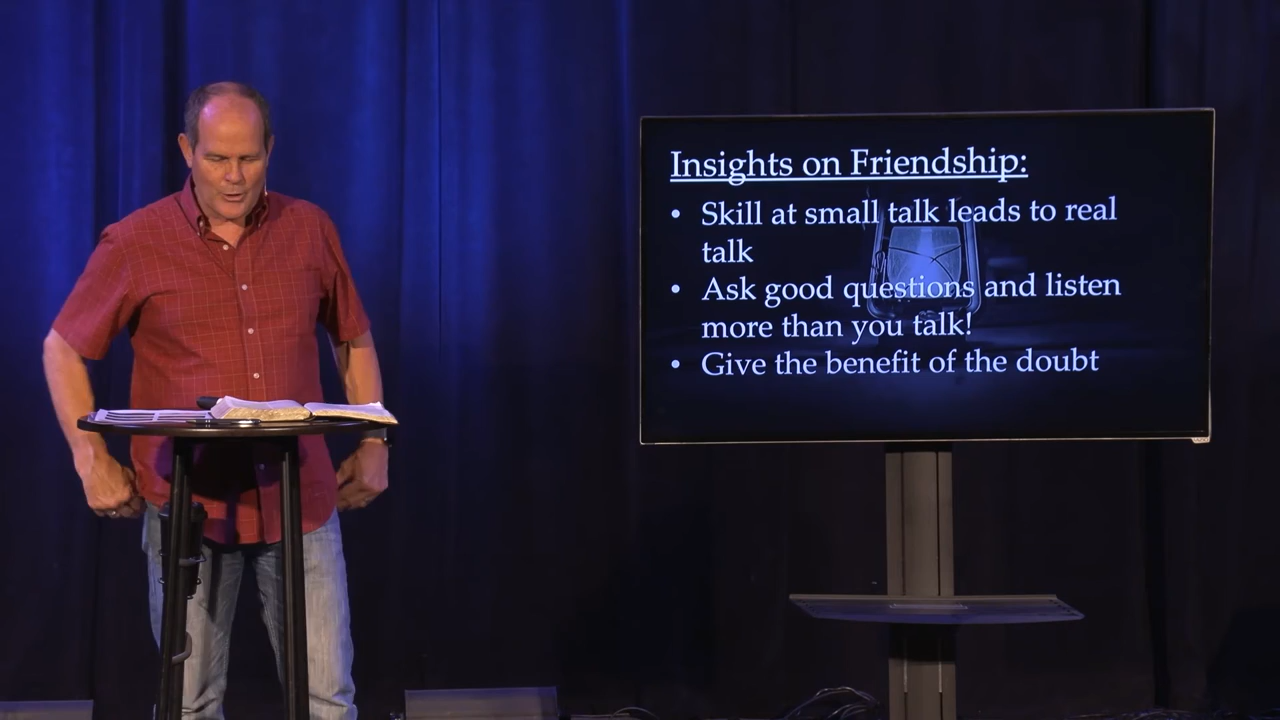 Insights on Friendship:
• Skill at small talk leads to real
talk
• Ask good questions and listen
more than you talk!
• Give the benefit of the doubt